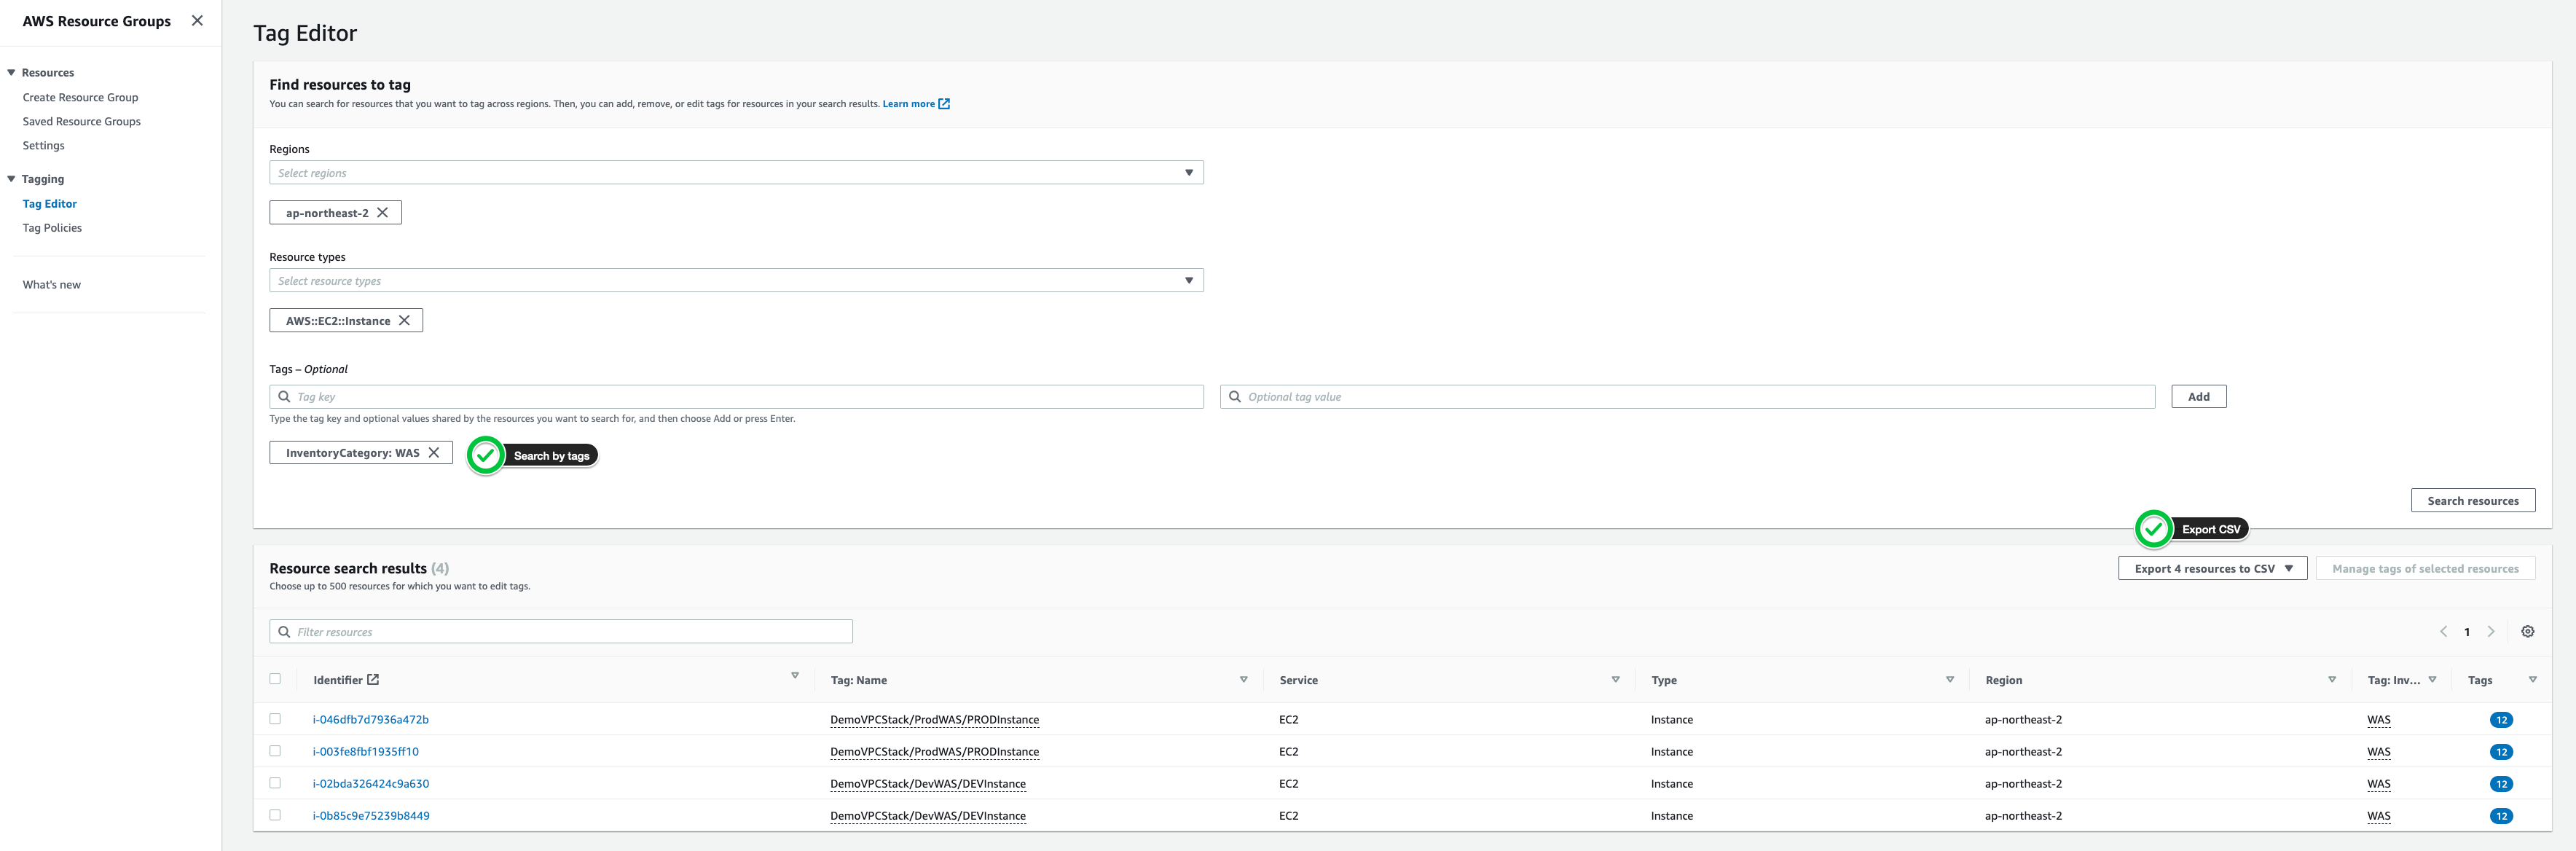 AWS Resource Groups
Resources
Create Resource Group
Saved Resource Groups
Settings
Tagging
Tag Editor
Tag Policies
What's new
Tag Editor
Find resources to tag
You can search for resources that you want to tag across regions. Then, you can add, remove, or edit tags for resources in your search results. Learn more
Regions
Select regions
ap-northeast-2
Resource types
Select resource types
AWS::EC2::Instance
Tags – Optional
Tag key Optional tag value Add
Type the tag key and optional values shared by the resources you want to search for, and then choose Add or press Enter.
InventoryCategory: WAS Search by tags
Search resources
Export CSV
Resource search results (4) Export 4 resources to CSV Manage tags of selected resources
Choose up to 500 resources for which you want to edit tags.
Filter resources 1
Identifier Tag: Name Service Type Region Tag: Inv... Tags
i-046dfb7d7936a472b DemoVPCStack/ProdWAS/PRODInstance EC2 Instance ap-northeast-2 WAS 12
i-003fe8fbf1935ff10 DemoVPCStack/ProdWAS/PRODInstance EC2 Instance ap-northeast-2 WAS 12
i-02bda326424c9a630 DemoVPCStack/DevWAS/DEVInstance EC2 Instance ap-northeast-2 WAS 12
i-0b85c9e75239b8449 DemoVPCStack/DevWAS/DEVInstance EC2 Instance ap-northeast-2 WAS 12